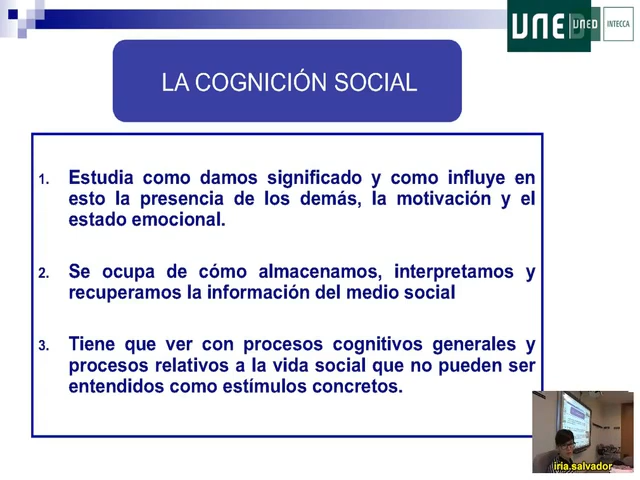 UNED
UNED
INTECCA
LA COGNICIÓN SOCIAL
1. Estudia como damos significado y como influye en
esto la presencia de los demás, la motivación y el
estado emocional.
2. Se ocupa de cómo almacenamos, interpretamos y
recuperamos la información del medio social
3. Tiene que ver con procesos cognitivos generales y
procesos relativos a la vida social que no pueden ser
entendidos como estímulos concretos.
iria.salvador